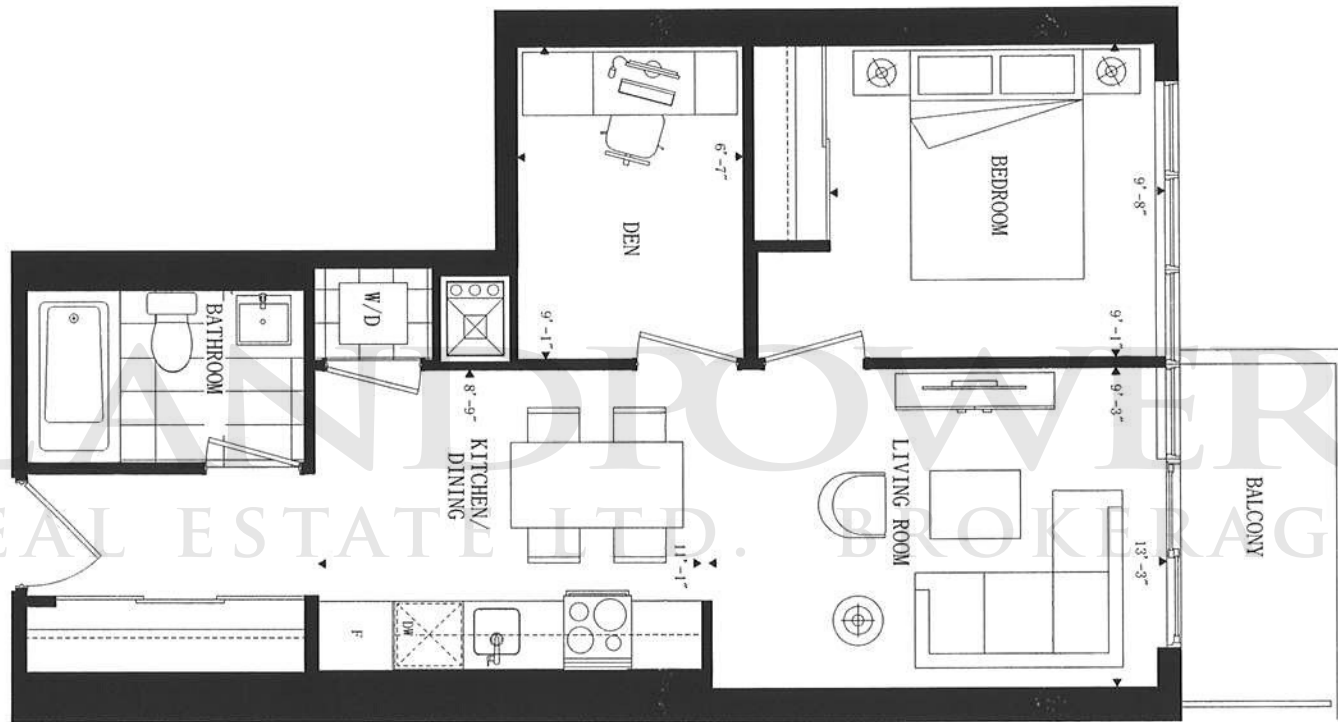 BEDROOM
9'-8"
9'-1"
DEN
6'-7"
9'-1"
W/D
BATHROOM
KITCHEN/
DINING
8'-9"
11'-1"
F
DW
LIVING ROOM
9'-3"
13'-3"
BALCONY
LANDPOWER
REAL ESTATE LTD. BROKERAG